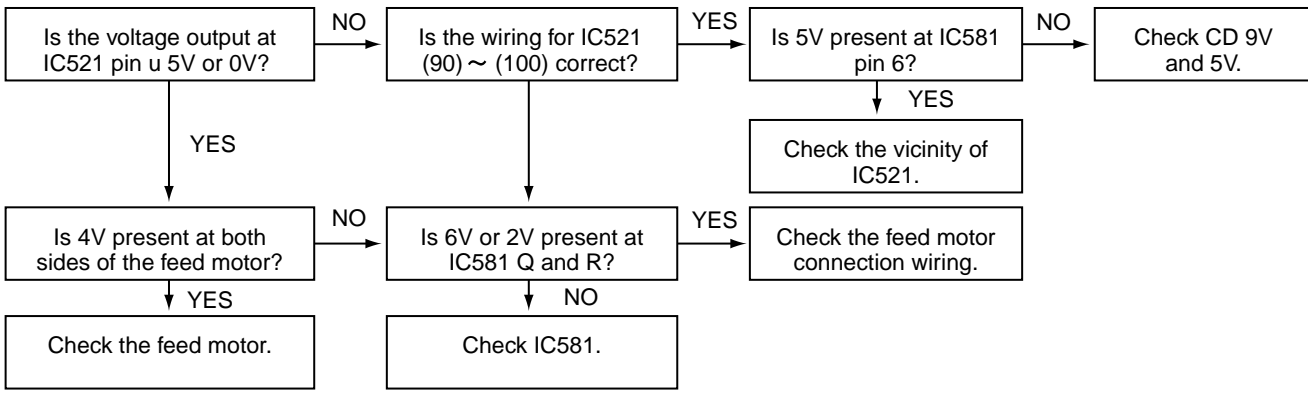 Is the voltage output at
IC521 pin u 5V or 0V?
NO
Is the wiring for IC521
(90) ~ (100) correct?
YES
Is 5V present at IC581
pin 6?
NO
Check CD 9V
and 5V.
YES
YES
Check the vicinity of
IC521.
Is 4V present at both
sides of the feed motor?
NO
Is 6V or 2V present at
IC581 Q and R?
YES
Check the feed motor
connection wiring.
YES
NO
Check the feed motor.
Check IC581.